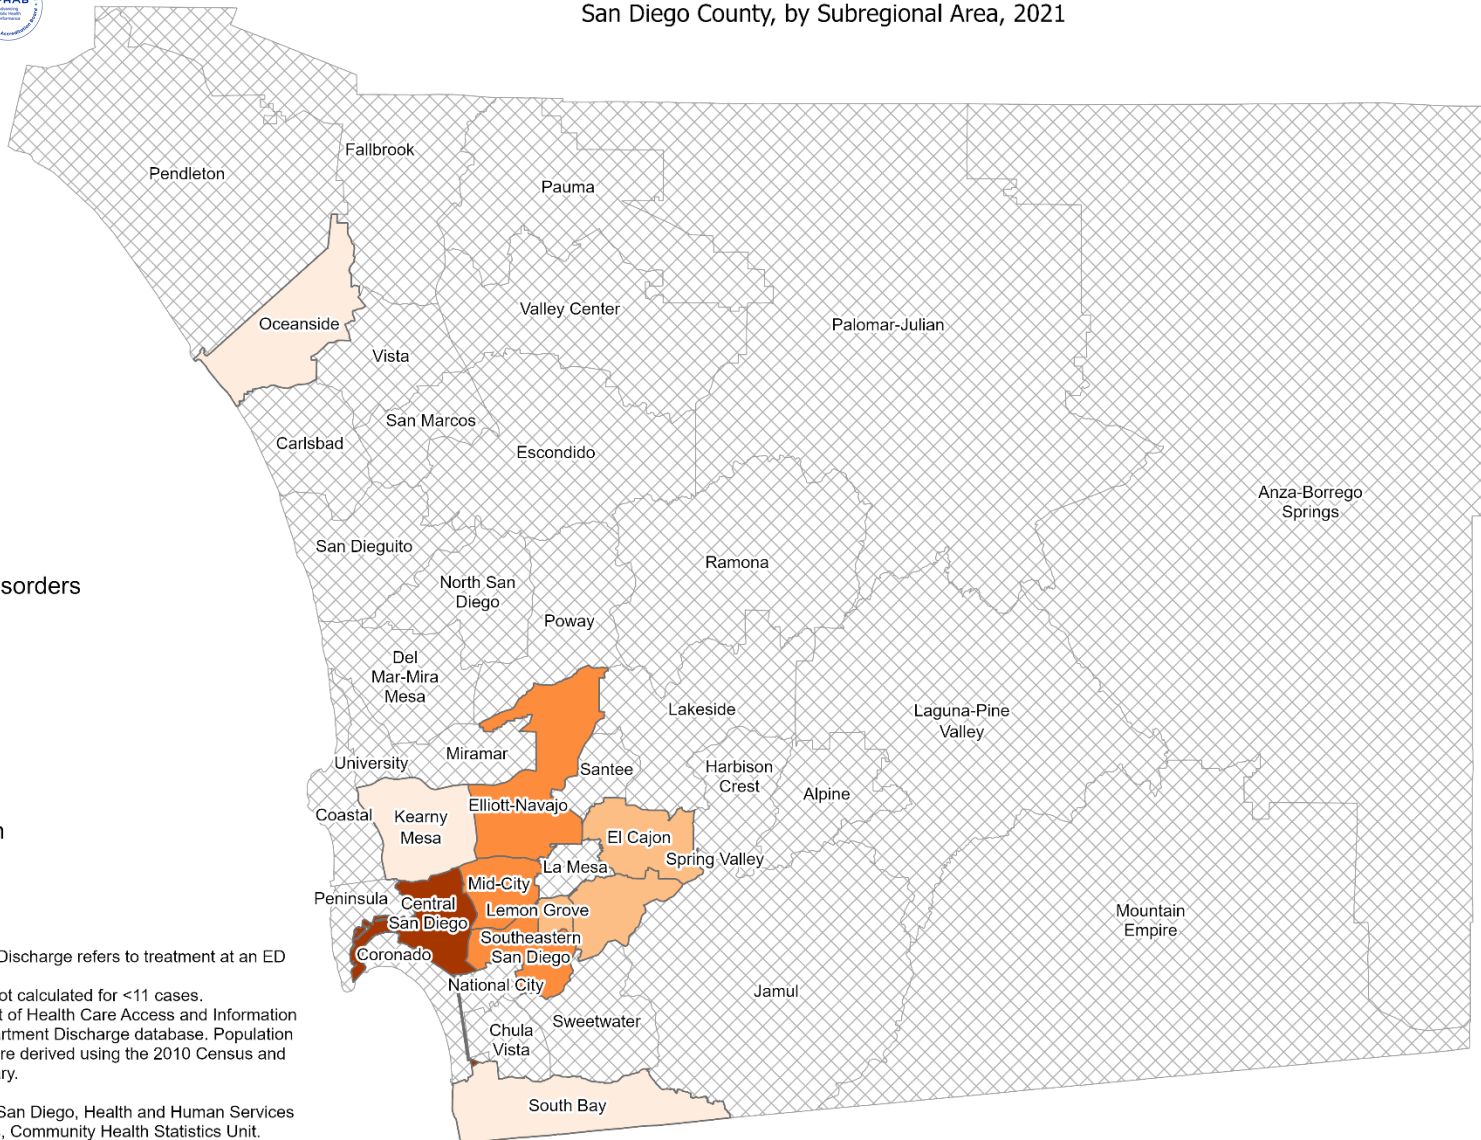 San Diego County, by Subregional Area, 2021
Fallbrook
Pendleton
Pauma
Valley Center
Oceanside
Palomar-Julian
Vista
San Marcos
Carlsbad
Escondido
Anza-Borrego
Springs
San Dieguito
Ramona
North San
Diego
sorders
Poway
Del
Mar-Mira
Mesa
Lakeside
Laguna-Pine
Valley
Miramar
University
Santee
Harbison
Crest
Alpine
Elliott-Navajo
Coastal
Kearny
Mesa
El Cajon
La Mesa
Spring Valley
Mid-City
Peninsula
Central
San Diego
Lemon Grove
Mountain
Empire
Southeastern
San Diego
Coronado
National City
Jamul
Sweetwater
Chula
Vista
South Bay
n
Discharge refers to treatment at an ED
ot calculated for <11 cases.
t of Health Care Access and Information
artment Discharge database. Population
re derived using the 2010 Census and
ry.
San Diego, Health and Human Services
, Community Health Statistics Unit.